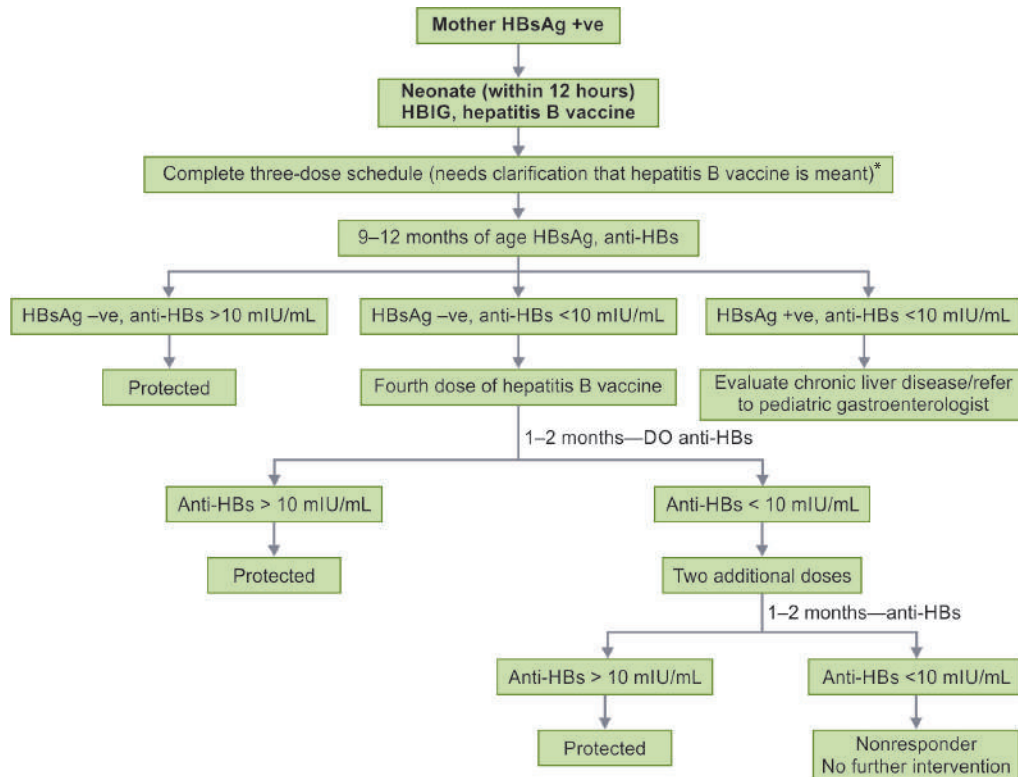 Mother HBsAg +ve
Neonate (within 12 hours)
HBIG, hepatitis B vaccine
Complete three-dose schedule (needs clarification that hepatitis B vaccine is meant)*
9–12 months of age HBsAg, anti-HBs
HBsAg –ve, anti-HBs >10 mIU/mL
HBsAg –ve, anti-HBs <10 mIU/mL
HBsAg +ve, anti-HBs <10 mIU/mL
Protected
Fourth dose of hepatitis B vaccine
Evaluate chronic liver disease/refer
to pediatric gastroenterologist
1–2 months—DO anti-HBs
Anti-HBs > 10 mIU/mL
Anti-HBs < 10 mIU/mL
Protected
Two additional doses
1–2 months—anti-HBs
Anti-HBs > 10 mIU/mL
Anti-HBs <10 mIU/mL
Protected
Nonresponder
No further intervention